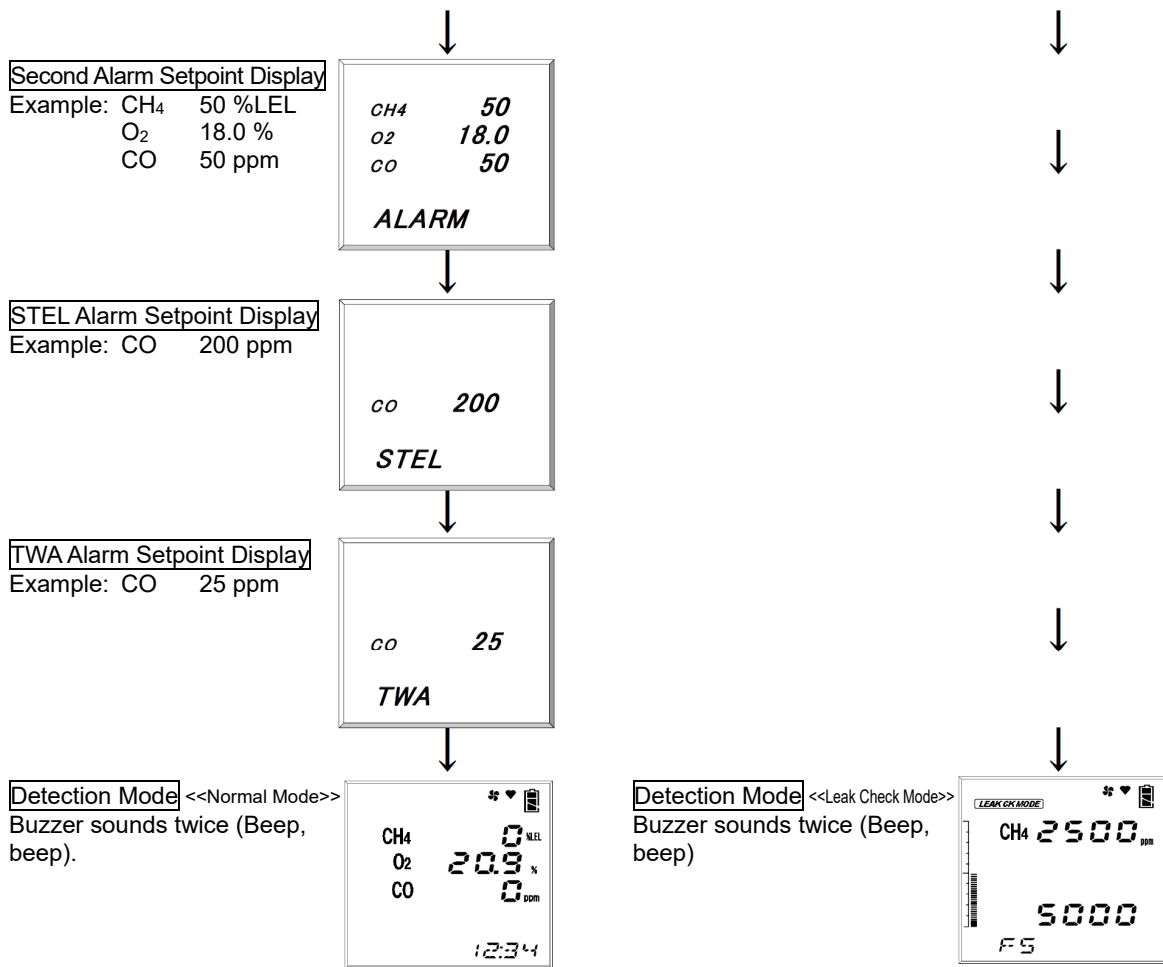 Second Alarm Setpoint Display
Example: CH4 50 %LEL
O2 18.0 %
CO 50 ppm
CH4 50
O2 18.0
CO 50
ALARM
STEL Alarm Setpoint Display
Example: CO 200 ppm
CO 200
STEL
TWA Alarm Setpoint Display
Example: CO 25 ppm
CO 25
TWA
Detection Mode <<Normal Mode>>
Buzzer sounds twice (Beep,
beep).
CH4 0 %LEL
O2 20.9 %
CO 0 ppm
12:34
Detection Mode <<Leak Check Mode>>
Buzzer sounds twice (Beep,
beep)
LEAK CK MODE
CH4 2500 ppm
5000
FS